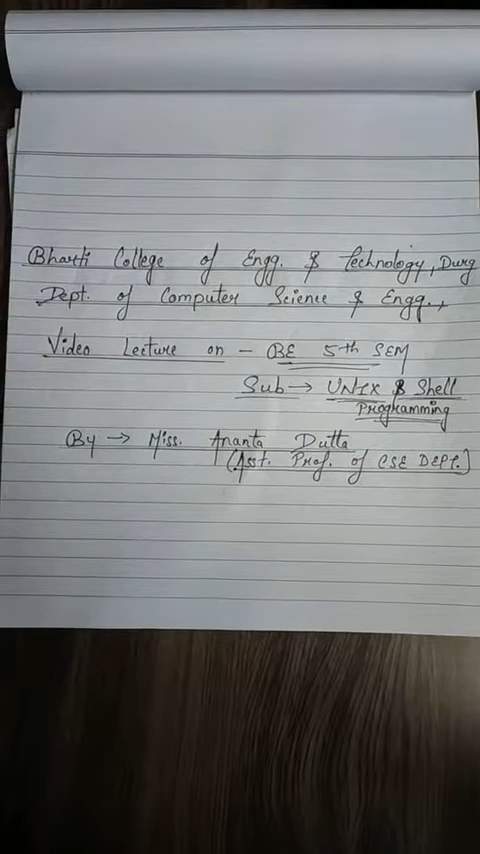 Bharti College of Engg. & Technology, Durg
Dept. of Computer Science & Engg.,
Video Lecture on - BE 5th SEM
Sub → UNIX & Shell
Programming
By → Miss. Ananta Dutta
(Asst. Prof. of CSE DEPT.)